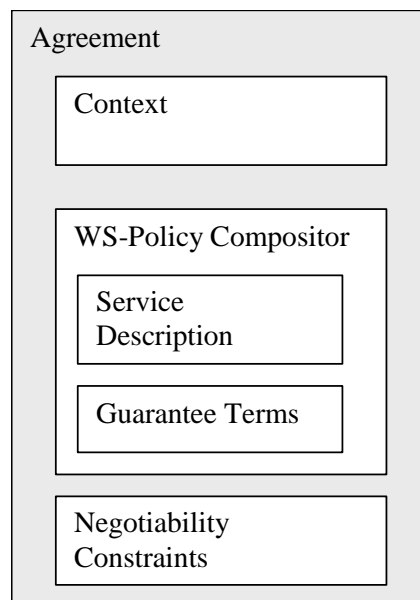 Agreement
Context
WS-Policy Compositor
Service
Description
Guarantee Terms
Negotiability
Constraints